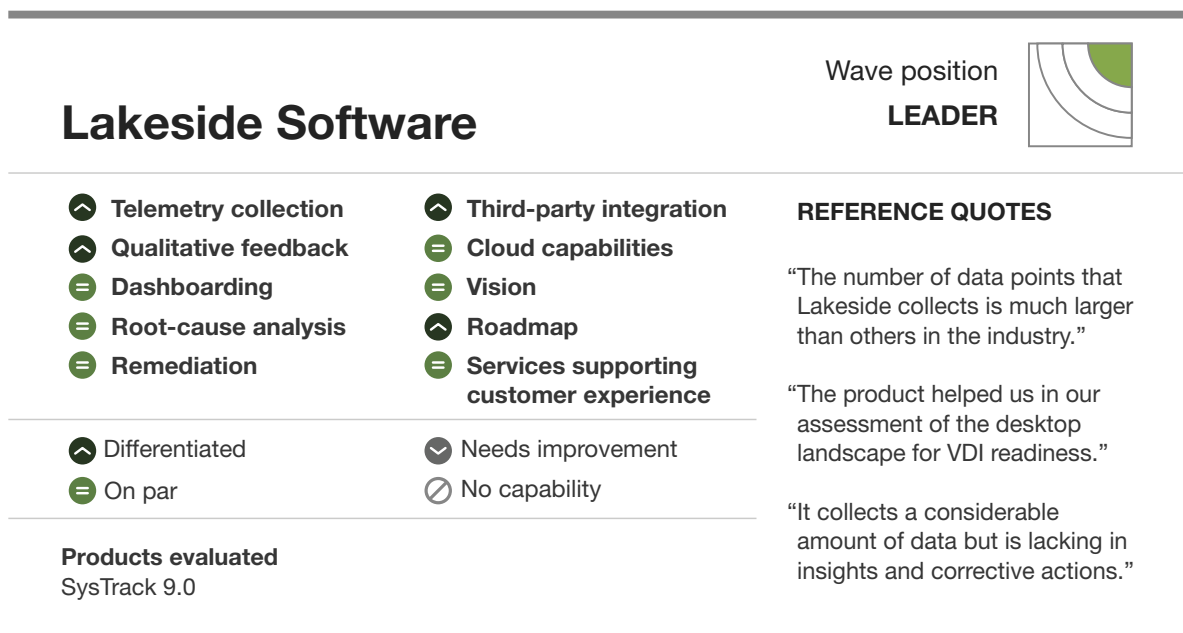 Lakeside Software
Wave position
LEADER
Telemetry collection
Qualitative feedback
Dashboarding
Root-cause analysis
Remediation
Third-party integration
Cloud capabilities
Vision
Roadmap
Services supporting
customer experience
Differentiated
On par
Needs improvement
No capability
Products evaluated
SysTrack 9.0
REFERENCE QUOTES
“The number of data points that
Lakeside collects is much larger
than others in the industry.”
“The product helped us in our
assessment of the desktop
landscape for VDI readiness.”
“It collects a considerable
amount of data but is lacking in
insights and corrective actions.”